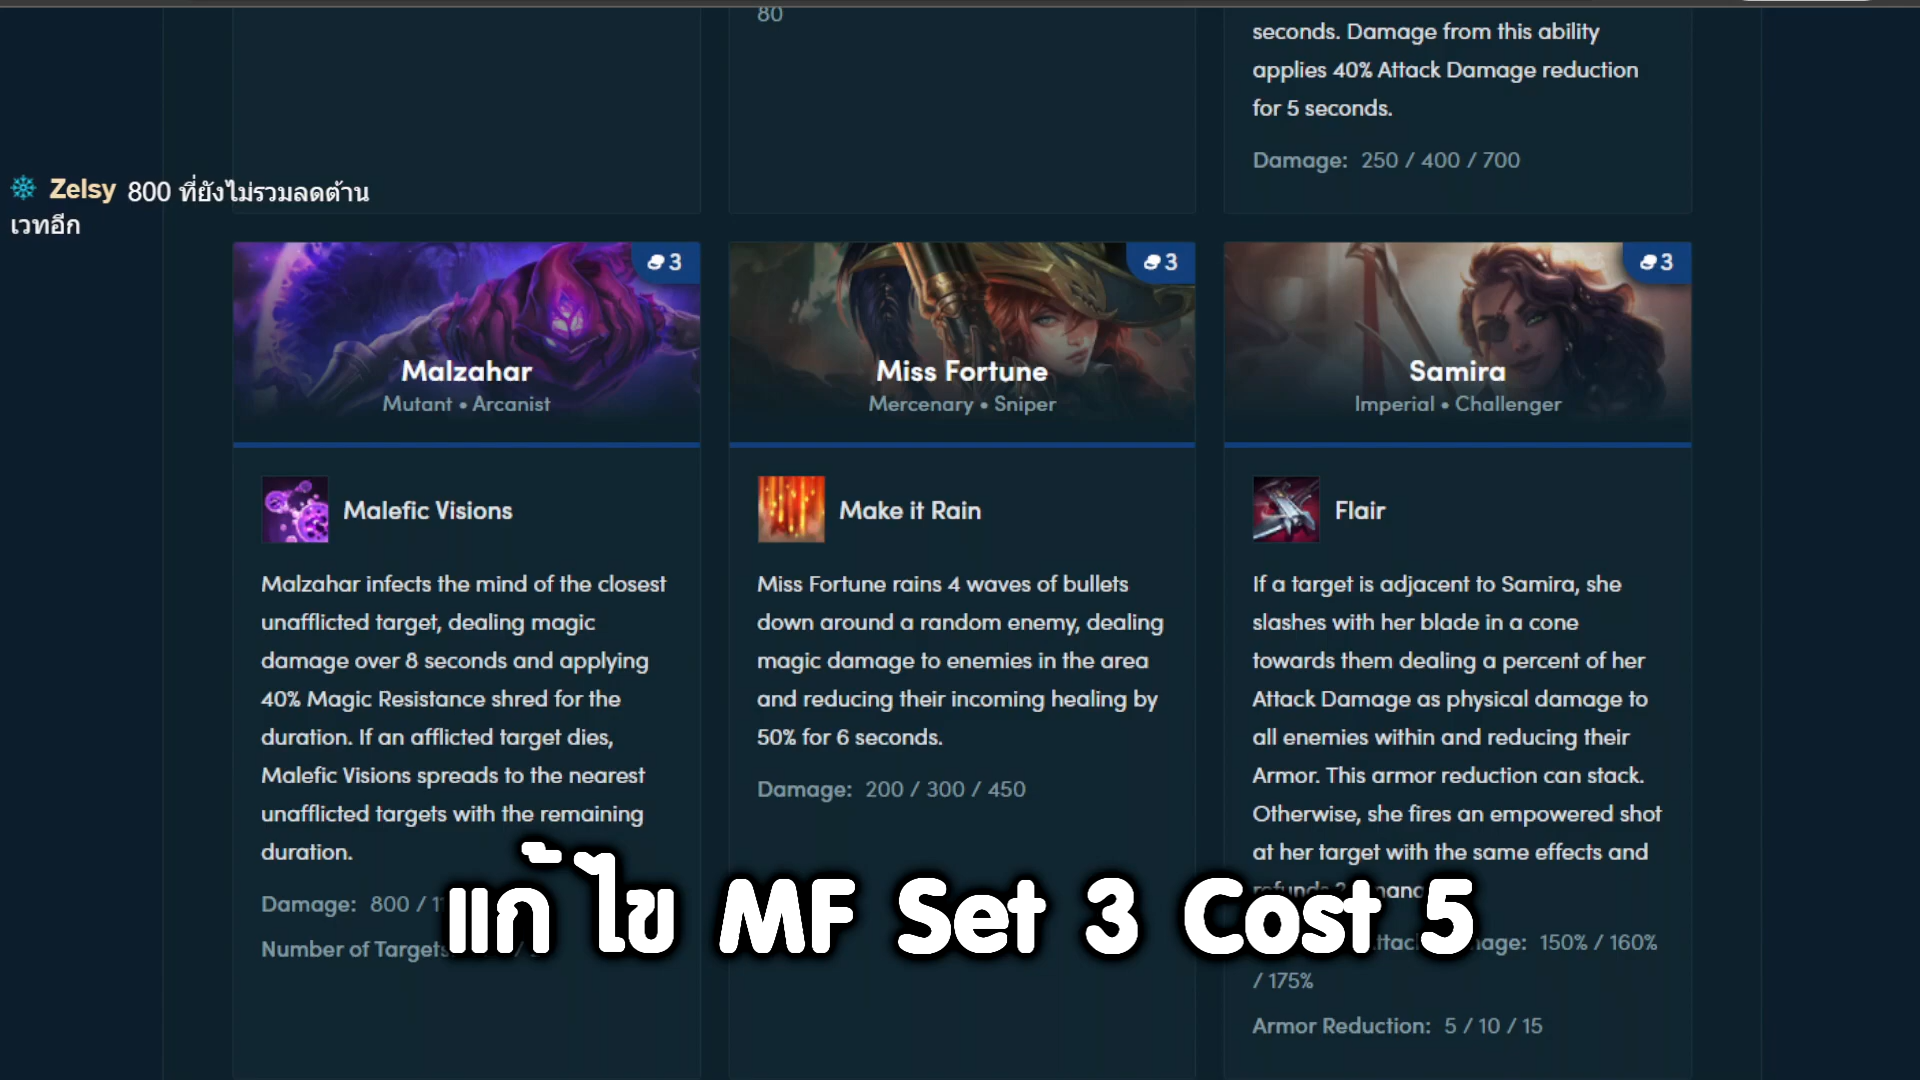 80
seconds. Damage from this ability
applies 40% Attack Damage reduction
for 5 seconds.
Damage: 250 / 400 / 700
Zelsy 800 ที่ยังไม่รวมลดต้าน
เวทอีก
3
Malzahar
Mutant • Arcanist
Malefic Visions
Malzahar infects the mind of the closest
unafflicted target, dealing magic
damage over 8 seconds and applying
40% Magic Resistance shred for the
duration. If an afflicted target dies,
Malefic Visions spreads to the nearest
unafflicted targets with the remaining
duration.
Damage: 800 /
Number of Targets
3
Miss Fortune
Mercenary • Sniper
Make it Rain
Miss Fortune rains 4 waves of bullets
down around a random enemy, dealing
magic damage to enemies in the area
and reducing their incoming healing by
50% for 6 seconds.
Damage: 200 / 300 / 450
3
Samira
Imperial • Challenger
Flair
If a target is adjacent to Samira, she
slashes with her blade in a cone
towards them dealing a percent of her
Attack Damage as physical damage to
all enemies within and reducing their
Armor. This armor reduction can stack.
Otherwise, she fires an empowered shot
at her target with the same effects and
150% / 160%
/ 175%
Armor Reduction: 5 / 10 / 15
แก้ไข MF Set 3 Cost 5